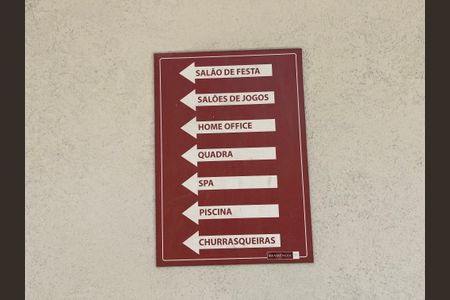 SALÃO DE FESTA
SALÕES DE JOGOS
HOME OFFICE
QUADRA
SPA
PISCINA
CHURRASQUEIRAS